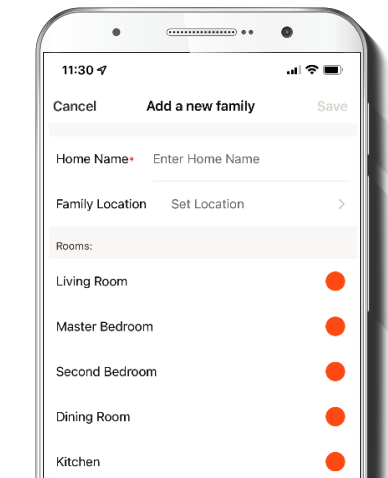 11:30
Cancel Add a new family Save
Home Name• Enter Home Name
Family Location Set Location
Rooms:
Living Room
Master Bedroom
Second Bedroom
Dining Room
Kitchen